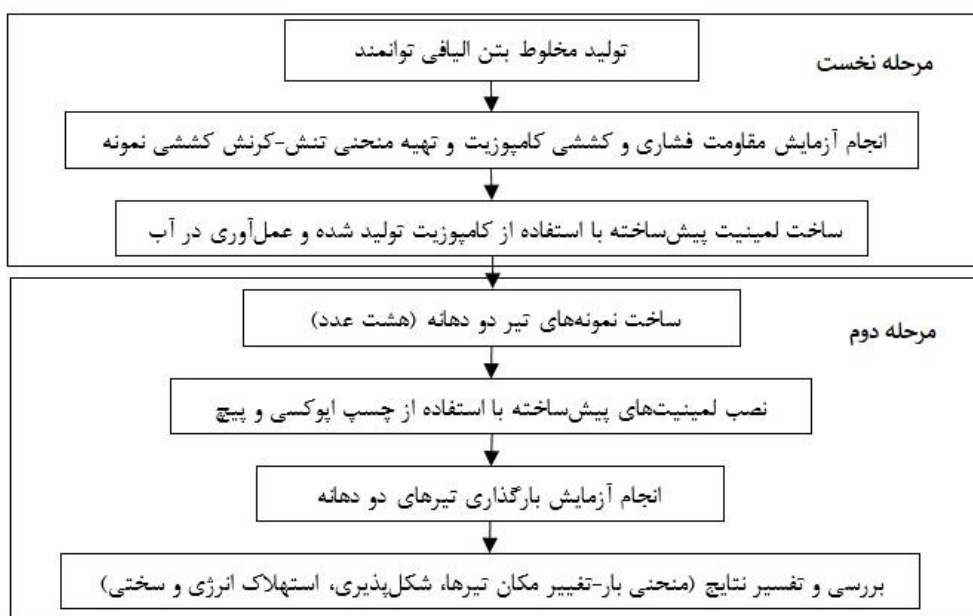 مرحله نخست
تولید مخلوط بتن الیافی توانمند
انجام آزمایش مقاومت فشاری و کششی کامپوزیت و تهیه منحنی تنش-کرنش کششی نمونه
ساخت لمینیت پیش‌ساخته با استفاده از کامپوزیت تولید شده و عمل‌آوری در آب
مرحله دوم
ساخت نمونه‌های تیر دو دهانه (هشت عدد)
نصب لمینیت‌های پیش‌ساخته با استفاده از چسپ اپوکسی و پیچ
انجام آزمایش بارگذاری تیرهای دو دهانه
بررسی و تفسیر نتایج (منحنی بار-تغییر مکان تیرها، شکل‌پذیری، استهلاک انرژی و سختی)